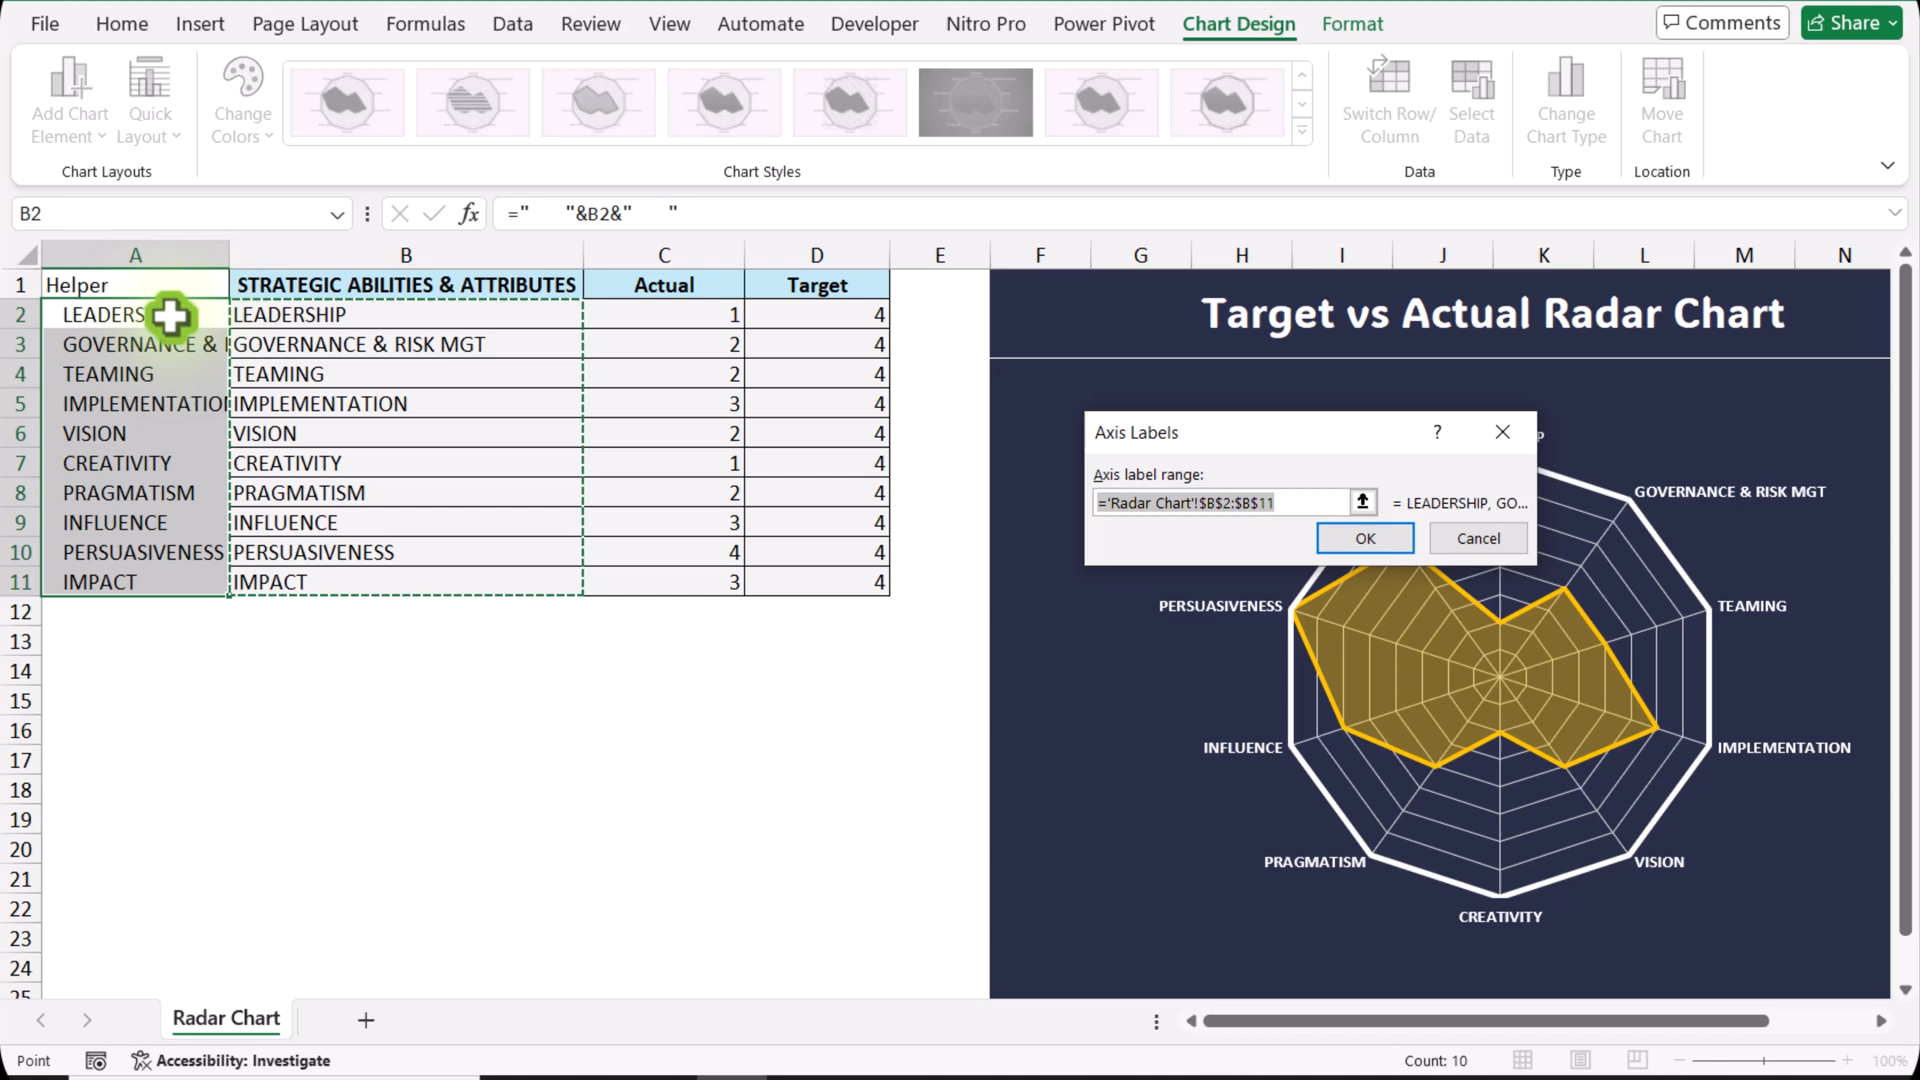 File Home Insert Page Layout Formulas Data Review View Automate Developer Nitro Pro Power Pivot Chart Design Format Comments Share
Add Chart Element
Quick Layout
Change Colors
Switch Row/ Column
Select Data
Change Chart Type
Move Chart
Chart Layouts Chart Styles Data Type Location
B2 fx ="     "&B2&"     "
A B C D E F G H I J K L M N
1 Helper STRATEGIC ABILITIES & ATTRIBUTES Actual Target
2 LEADERS LEADERSHIP 1 4
3 GOVERNANCE & GOVERNANCE & RISK MGT 2 4
4 TEAMING TEAMING 2 4
5 IMPLEMENTATIO IMPLEMENTATION 3 4
6 VISION VISION 2 4
7 CREATIVITY CREATIVITY 1 4
8 PRAGMATISM PRAGMATISM 2 4
9 INFLUENCE INFLUENCE 3 4
10 PERSUASIVENESS PERSUASIVENESS 4 4
11 IMPACT IMPACT 3 4
12
13
14
15
16
17
18
19
20
21
22
23
24
25
Target vs Actual Radar Chart
Axis Labels ?
Axis label range:
='Radar Chart'!$B$2:$B$11 = LEADERSHIP, GO...
OK Cancel
P
GOVERNANCE & RISK MGT
PERSUASIVENESS TEAMING
INFLUENCE IMPLEMENTATION
PRAGMATISM VISION
CREATIVITY
Radar Chart
Point Accessibility: Investigate Count: 10 100%